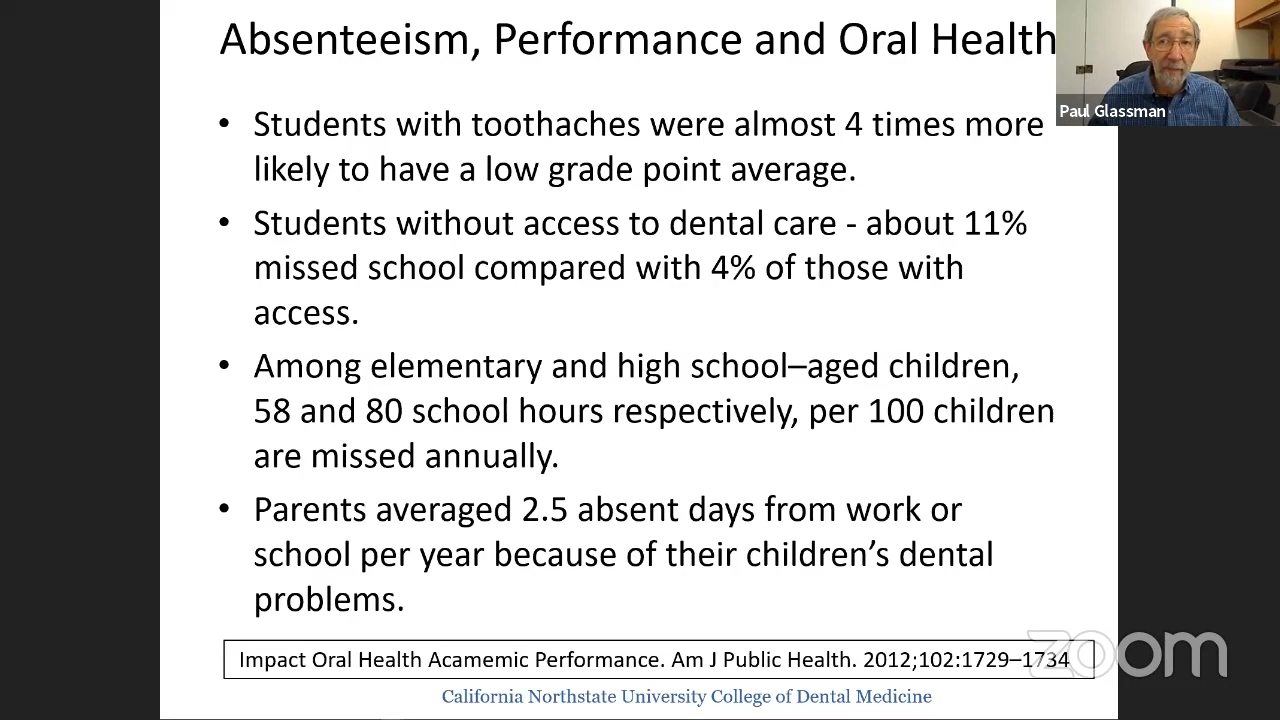 Absenteeism, Performance and Oral Health
Paul Glassman
• Students with toothaches were almost 4 times more
likely to have a low grade point average.
• Students without access to dental care - about 11%
missed school compared with 4% of those with
access.
• Among elementary and high school–aged children,
58 and 80 school hours respectively, per 100 children
are missed annually.
• Parents averaged 2.5 absent days from work or
school per year because of their children’s dental
problems.
Impact Oral Health Acamemic Performance. Am J Public Health. 2012;102:1729–1734
zoom
California Northstate University College of Dental Medicine